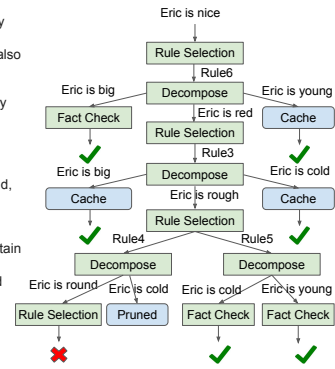 y
also
y
d,
tain
d
Eric is nice
Rule Selection
Rule6
Eric is big
Decompose
Eric is young
Fact Check
Eric is red
Cache
Rule Selection
Rule3
Eric is big
Decompose
Eric is cold
Cache
Eric is rough
Cache
Rule Selection
Rule4
Rule5
Decompose
Decompose
Eric is round
Eric is cold
Eric is cold
Eric is young
Rule Selection
Pruned
Fact Check
Fact Check